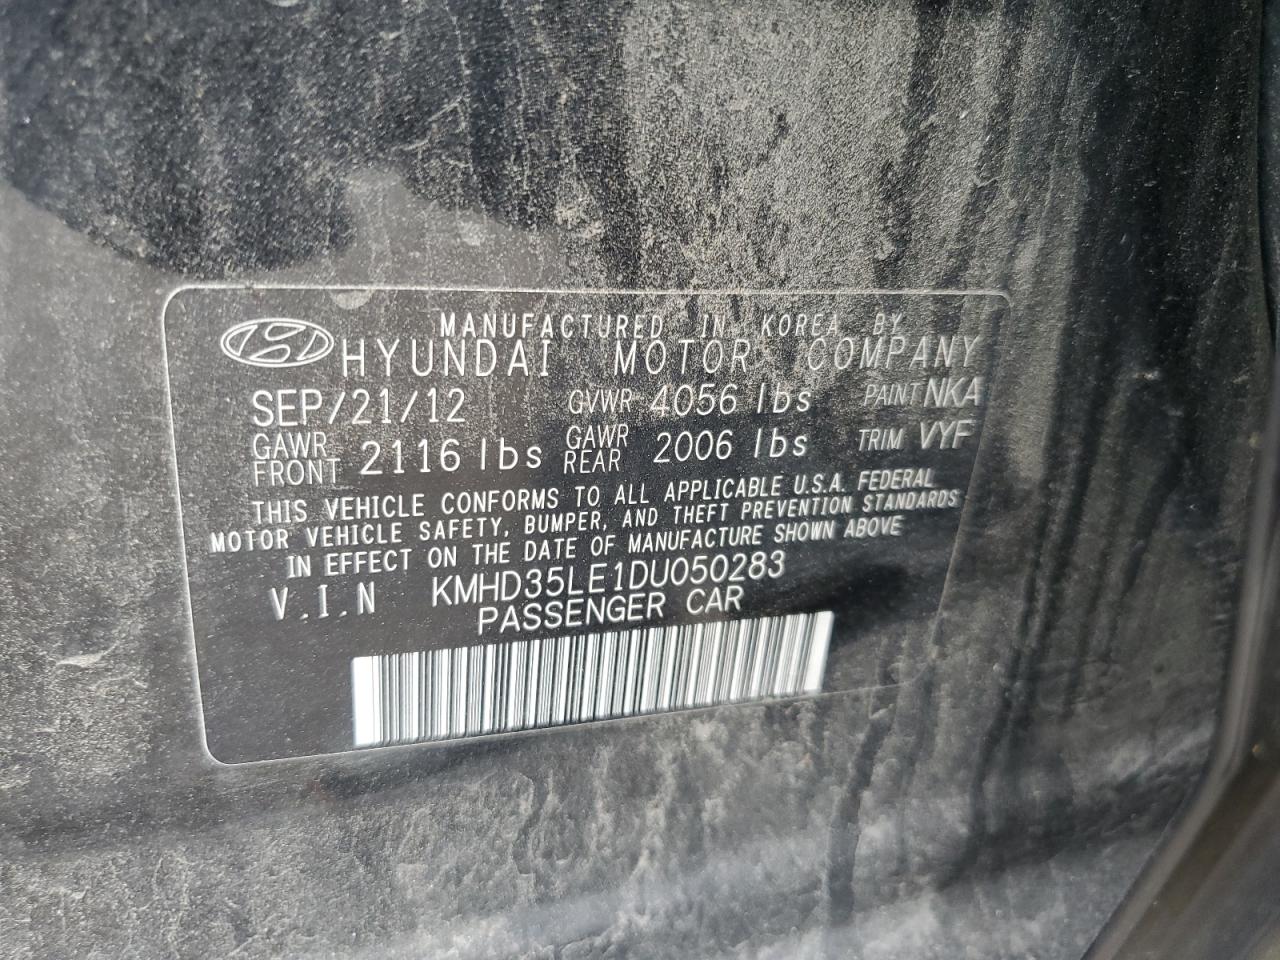 MANUFACTURED IN KOREA BY
HYUNDAI MOTOR COMPANY
SEP/21/12 GVWR 4056 lbs PAINT NKA
GAWR FRONT 2116 lbs GAWR REAR 2006 lbs TRIM VYF
THIS VEHICLE CONFORMS TO ALL APPLICABLE U.S.A. FEDERAL
MOTOR VEHICLE SAFETY, BUMPER, AND THEFT PREVENTION STANDARDS
IN EFFECT ON THE DATE OF MANUFACTURE SHOWN ABOVE
V.I.N KMHD35LE1DU050283
PASSENGER CAR